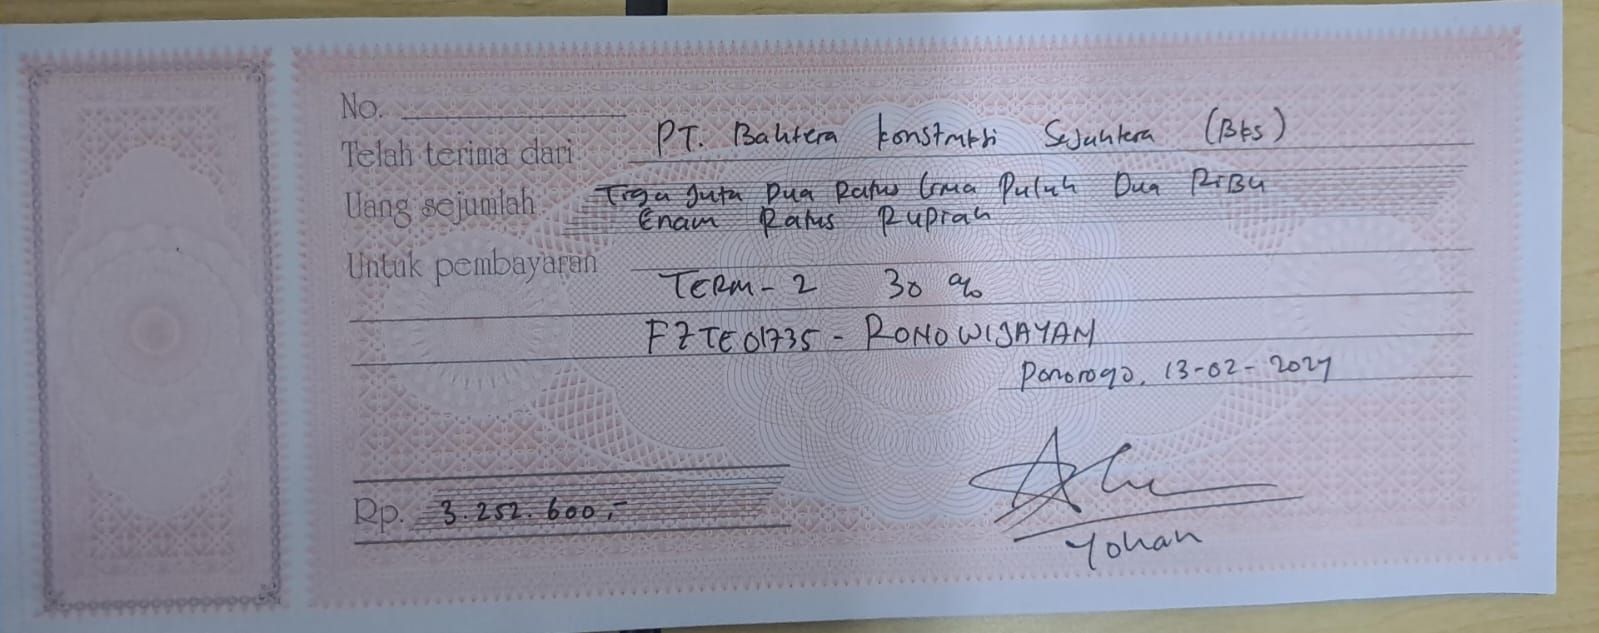 No.
Telah terima dari PT. Bahtera Konstruksi Sejahtera (BKS)
Uang sejumlah Tiga Juta Dua Ratus Lima Puluh Dua Ribu
Enam Ratus Rupiah
Untuk pembayaran
TERM - 2 30 %
FZTE01735 - RONOWIJAYAN
Ponorogo, 13-02-2024
Rp. 3.252.600,-
Yohan